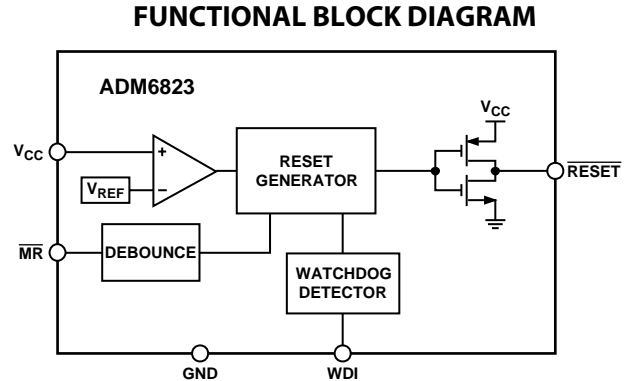 FUNCTIONAL BLOCK DIAGRAM
ADM6823
VCC
VCC
+
RESET
GENERATOR
RESET
VREF
–
MR
DEBOUNCE
WATCHDOG
DETECTOR
GND
WDI